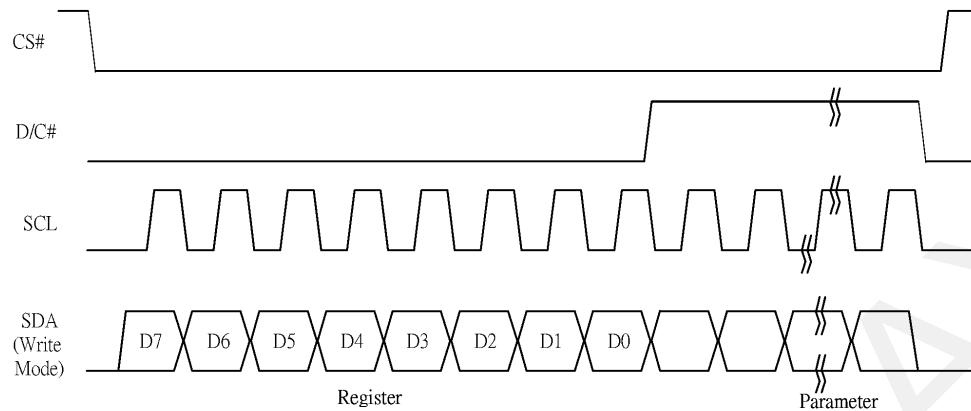 CS#
D/C#
SCL
SDA
(Write
Mode)
D7 D6 D5 D4 D3 D2 D1 D0
Register Parameter